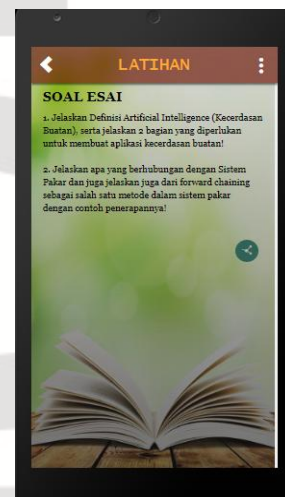 LATIHAN
SOAL ESAI
1. Jelaskan Definisi Artificial Intelligence (Kecerdasan
Buatan), serta jelaskan 2 bagian yang diperlukan
untuk membuat aplikasi kecerdasan buatan!
2. Jelaskan apa yang berhubungan dengan Sistem
Pakar dan juga jelaskan juga dari forward chaining
sebagai salah satu metode dalam sistem pakar
dengan contoh penerapannya!